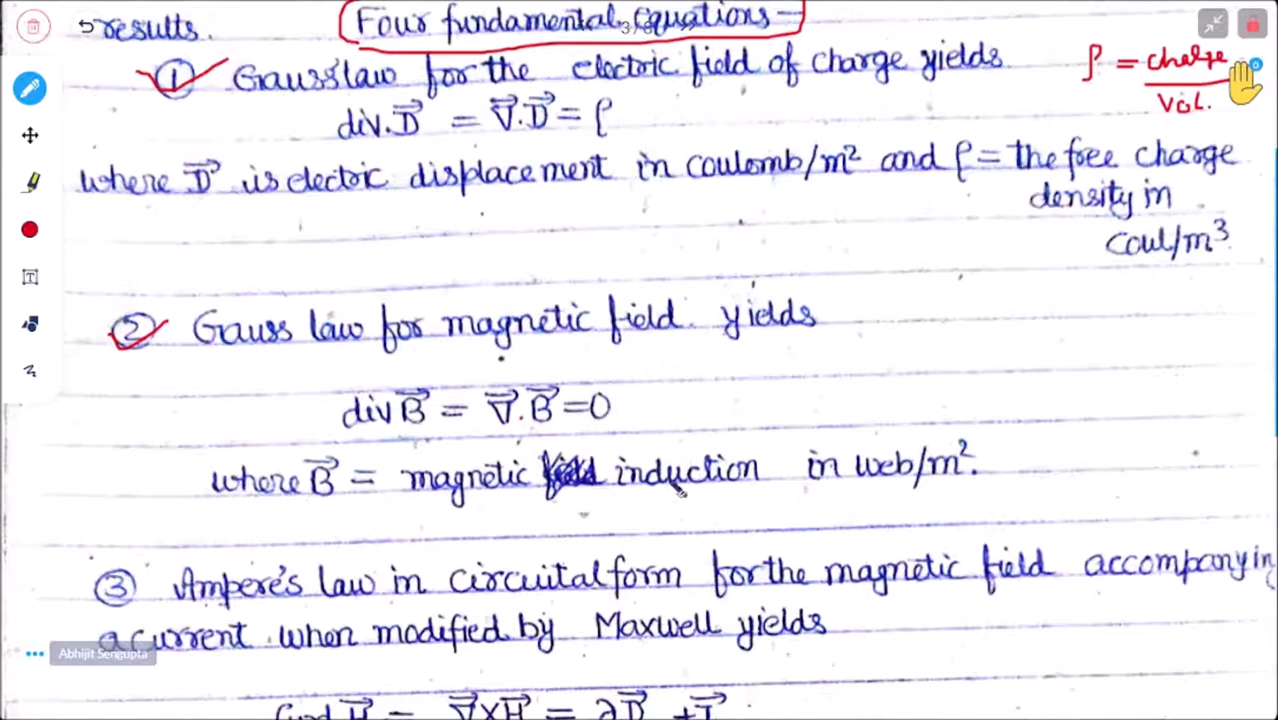 results. Four fundamental equations-
① Gauss law for the electric field of charge yields.
ρ = charge / Vol.
div.D⃗ = ∇⃗.D⃗ = ρ
where D⃗ is electric displacement in coulomb/m² and ρ = the free charge
density in
coul/m³.
② Gauss law for magnetic field. yields
div B⃗ = ∇⃗.B⃗ = 0
where B⃗ = magnetic induction in web/m².
③ Ampere's law in circuital form for the magnetic field accompanying
a current when modified by Maxwell yields
Abhijit Sengupta
∇⃗×H⃗ = ∂D⃗ + J⃗